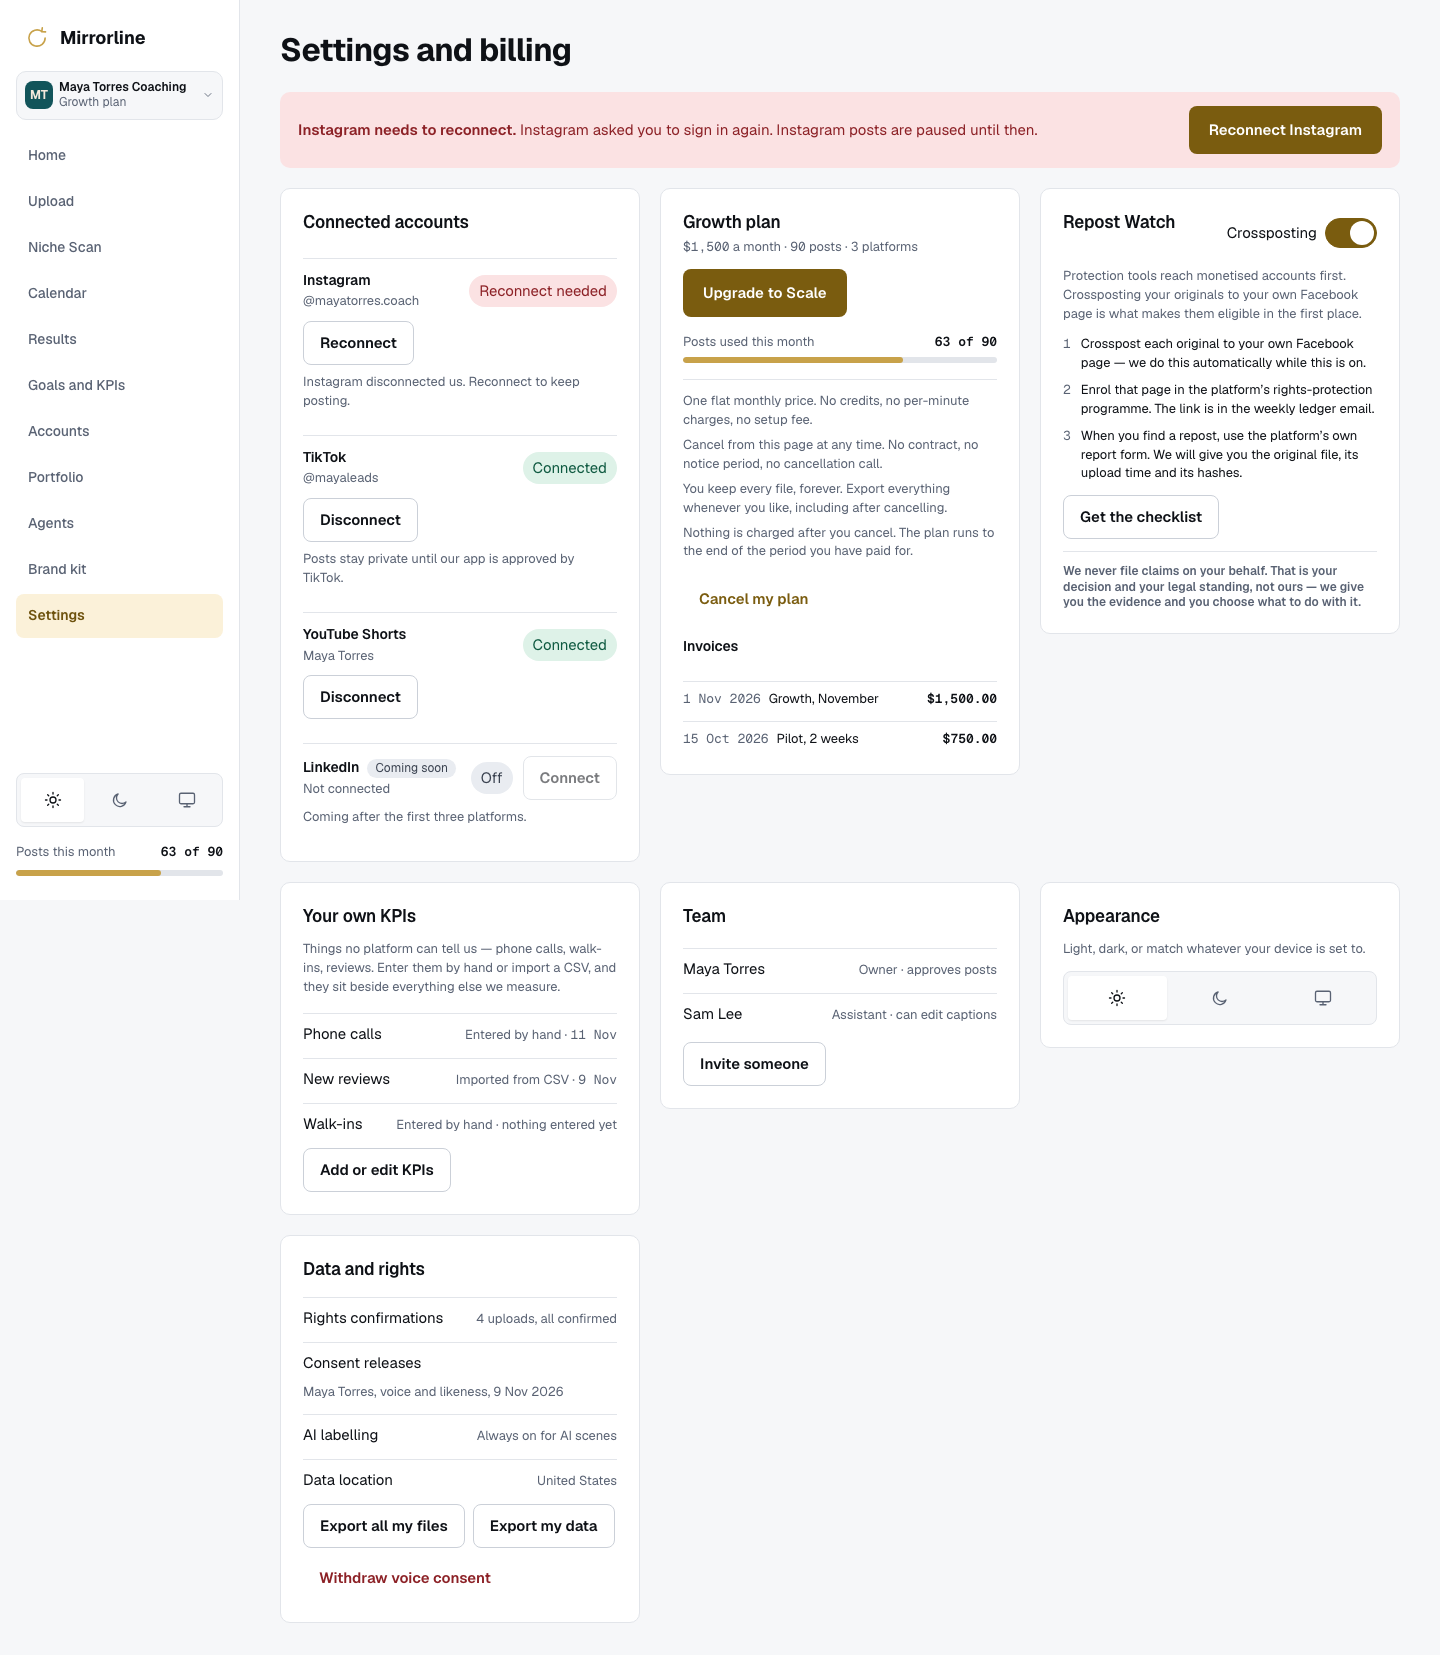 Mirrorline
MT
Maya Torres Coaching
Growth plan
Home
Upload
Niche Scan
Calendar
Results
Goals and KPIs
Accounts
Portfolio
Agents
Brand kit
Settings
Posts this month
63 of 90
Settings and billing
Instagram needs to reconnect. Instagram asked you to sign in again. Instagram posts are paused until then.
Reconnect Instagram
Connected accounts
Instagram
@mayatorres.coach
Reconnect needed
Reconnect
Instagram disconnected us. Reconnect to keep
posting.
TikTok
@mayaleads
Connected
Disconnect
Posts stay private until our app is approved by
TikTok.
YouTube Shorts
Maya Torres
Connected
Disconnect
LinkedIn
Coming soon
Not connected
Off
Connect
Coming after the first three platforms.
Growth plan
$1,500 a month · 90 posts · 3 platforms
Upgrade to Scale
Posts used this month
63 of 90
One flat monthly price. No credits, no per-minute
charges, no setup fee.
Cancel from this page at any time. No contract, no
notice period, no cancellation call.
You keep every file, forever. Export everything
whenever you like, including after cancelling.
Nothing is charged after you cancel. The plan runs to
the end of the period you have paid for.
Cancel my plan
Invoices
1 Nov 2026 Growth, November $1,500.00
15 Oct 2026 Pilot, 2 weeks $750.00
Repost Watch
Crossposting
Protection tools reach monetised accounts first.
Crossposting your originals to your own Facebook
page is what makes them eligible in the first place.
1 Crosspost each original to your own Facebook
page — we do this automatically while this is on.
2 Enrol that page in the platform’s rights-protection
programme. The link is in the weekly ledger email.
3 When you find a repost, use the platform’s own
report form. We will give you the original file, its
upload time and its hashes.
Get the checklist
We never file claims on your behalf. That is your
decision and your legal standing, not ours — we give
you the evidence and you choose what to do with it.
Your own KPIs
Things no platform can tell us — phone calls, walk-
ins, reviews. Enter them by hand or import a CSV, and
they sit beside everything else we measure.
Phone calls Entered by hand · 11 Nov
New reviews Imported from CSV · 9 Nov
Walk-ins Entered by hand · nothing entered yet
Add or edit KPIs
Team
Maya Torres Owner · approves posts
Sam Lee Assistant · can edit captions
Invite someone
Appearance
Light, dark, or match whatever your device is set to.
Data and rights
Rights confirmations 4 uploads, all confirmed
Consent releases
Maya Torres, voice and likeness, 9 Nov 2026
AI labelling Always on for AI scenes
Data location United States
Export all my files
Export my data
Withdraw voice consent